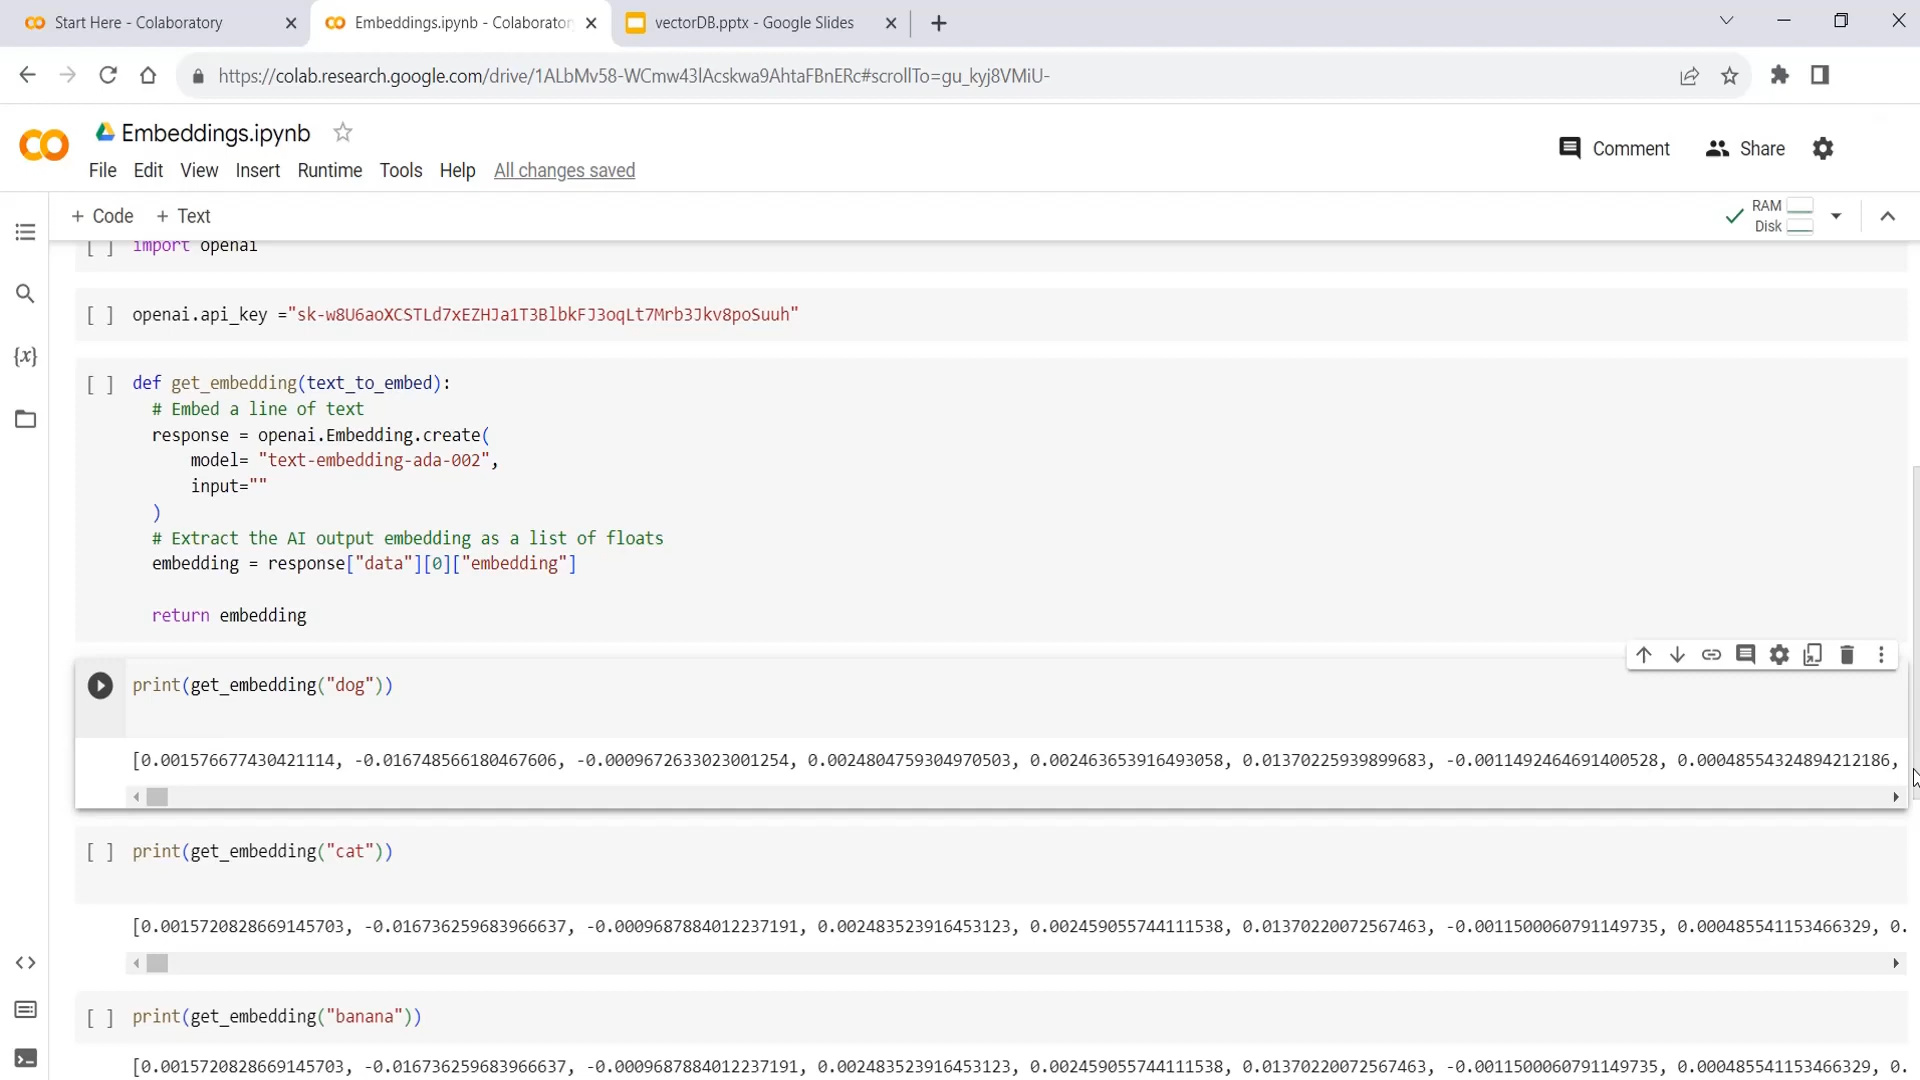 Start Here - Colaboratory
Embeddings.ipynb - Colaborator
vectorDB.pptx - Google Slides
https://colab.research.google.com/drive/1ALbMv58-WCmw43lAcskwa9AhtaFBnERc#scrollTo=gu_kyj8VMiU-
Embeddings.ipynb
Comment
Share
File Edit View Insert Runtime Tools Help All changes saved
+ Code + Text
RAM
Disk
[ ] import openai
[ ] openai.api_key ="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"
[ ] def get_embedding(text_to_embed):
# Embed a line of text
response = openai.Embedding.create(
model= "text-embedding-ada-002",
input=""
)
# Extract the AI output embedding as a list of floats
embedding = response["data"][0]["embedding"]
return embedding
print(get_embedding("dog"))
[0.001576677430421114, -0.016748566180467606, -0.0009672633023001254, 0.0024804759304970503, 0.002463653916493058, 0.01370225939899683, -0.0011492464691400528, 0.00048554324894212186,
[ ] print(get_embedding("cat"))
[0.0015720828669145703, -0.016736259683966637, -0.0009687884012237191, 0.002483523916453123, 0.002459055744111538, 0.01370220072567463, -0.0011500060791149735, 0.000485541153466329, 0.
[ ] print(get_embedding("banana"))
[0.0015720828669145703, -0.016736259683966637, -0.0009687884012237191, 0.002483523916453123, 0.002459055744111538, 0.01370220072567463, -0.0011500060791149735, 0.000485541153466329, 0.